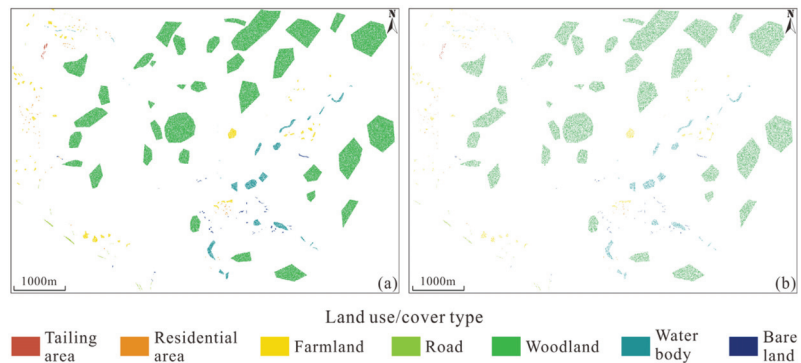 N
N
1000m
(a)
1000m
(b)
Land use/cover type
Tailing area
Residential area
Farmland
Road
Woodland
Water body
Bare land